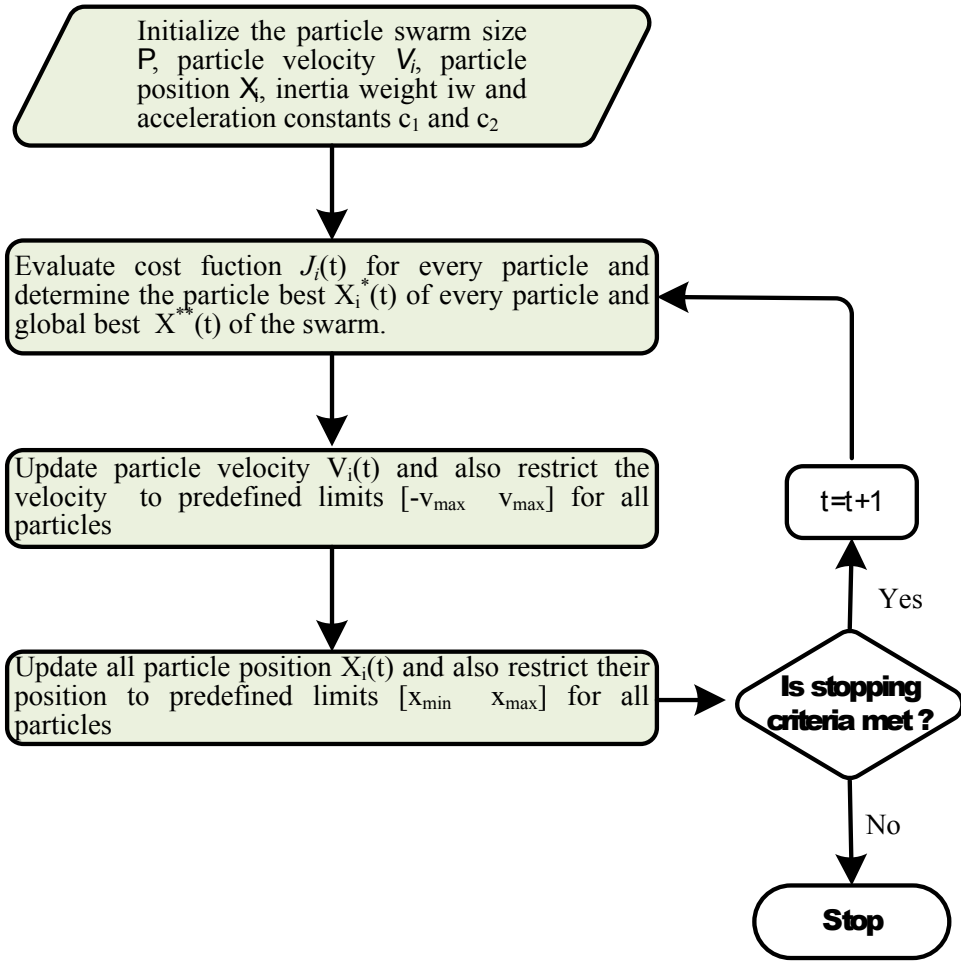 Initialize the particle swarm size
P, particle velocity Vi, particle
position Xi, inertia weight iw and
acceleration constants c1 and c2
Evaluate cost fuction Ji(t) for every particle and
determine the particle best Xi*(t) of every particle and
global best X**(t) of the swarm.
Update particle velocity Vi(t) and also restrict the
velocity to predefined limits [-vmax vmax] for all
particles
t=t+1
Yes
Update all particle position Xi(t) and also restrict their
position to predefined limits [xmin xmax] for all
particles
Is stopping
criteria met ?
No
Stop